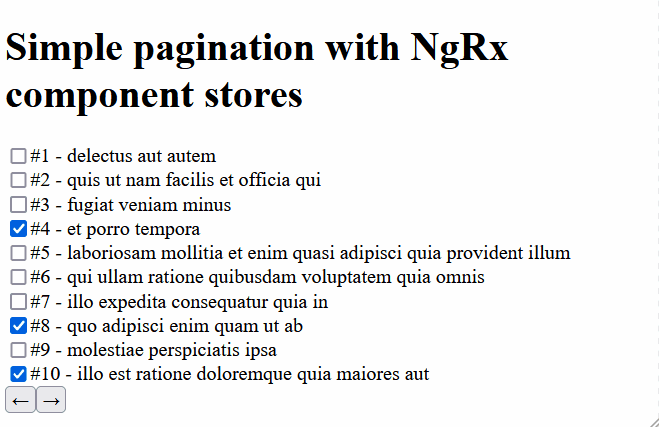 Simple pagination with NgRx
component stores
#1 - delectus aut autem
#2 - quis ut nam facilis et officia qui
#3 - fugiat veniam minus
#4 - et porro tempora
#5 - laboriosam mollitia et enim quasi adipisci quia provident illum
#6 - qui ullam ratione quibusdam voluptatem quia omnis
#7 - illo expedita consequatur quia in
#8 - quo adipisci enim quam ut ab
#9 - molestiae perspiciatis ipsa
#10 - illo est ratione doloremque quia maiores aut
← →